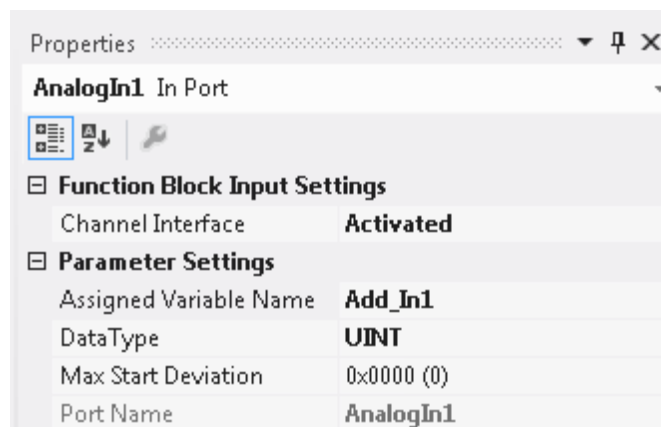 Properties
AnalogIn1 In Port
Function Block Input Settings
Channel Interface Activated
Parameter Settings
Assigned Variable Name Add_In1
DataType UINT
Max Start Deviation 0x0000 (0)
Port Name AnalogIn1